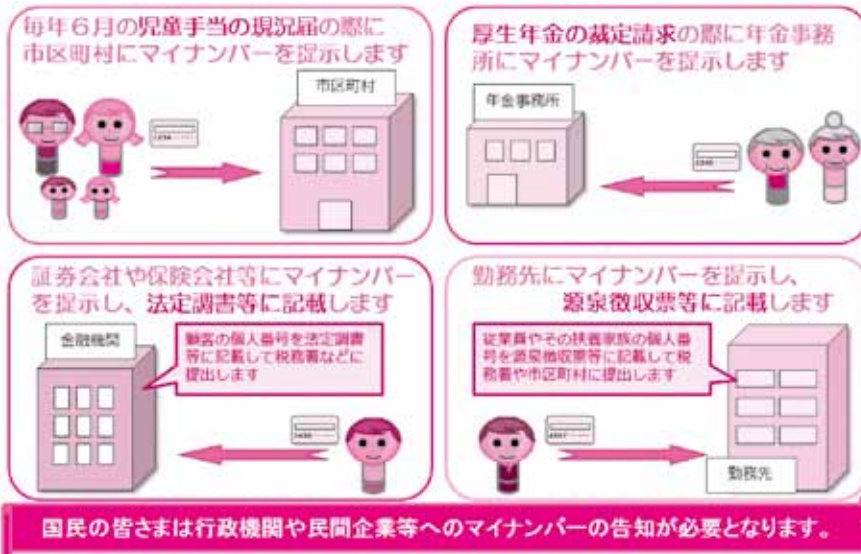 毎年６月の児童手当の現況届の際に
市区町村にマイナンバーを提示します
市区町村
厚生年金の裁定請求の際に年金事務
所にマイナンバーを提示します
年金事務所
証券会社や保険会社等にマイナンバー
を提示し、法定調書等に記載します
金融機関
顧客の個人番号を法定調書
等に記載して税務署などに
提出します
勤務先にマイナンバーを提示し、
源泉徴収票等に記載します
従業員やその扶養家族の個人番
号を源泉徴収票等に記載して税
務署や市区町村に提出します
勤務先
国民の皆さまは行政機関や民間企業等へのマイナンバーの告知が必要となります。